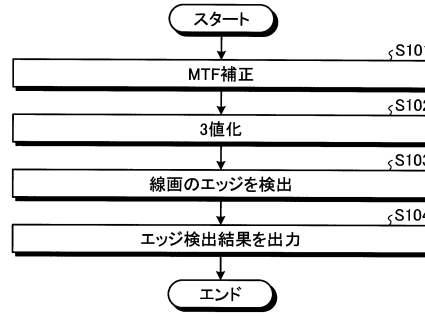 スタート
S101
MTF補正
S102
3値化
S103
線画のエッジを検出
S104
エッジ検出結果を出力
エンド